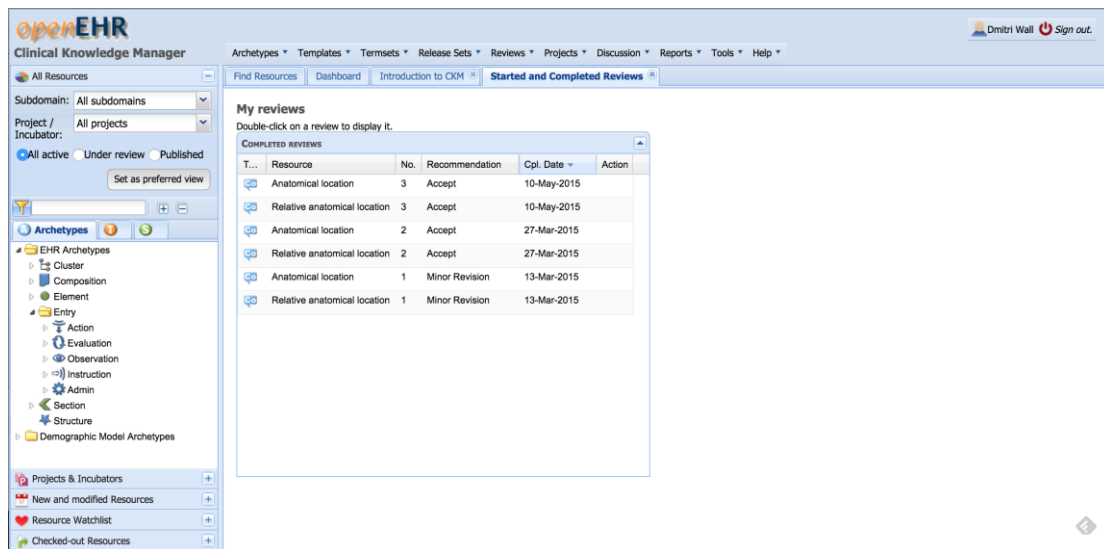 openEHR
Clinical Knowledge Manager
Dmitri Wall Sign out.
Archetypes Templates Termsets Release Sets Reviews Projects Discussion Reports Tools Help
All Resources
Subdomain: All subdomains
Project / Incubator: All projects
All active Under review Published
Set as preferred view
Archetypes T S
EHR Archetypes
Cluster
Composition
Element
Entry
Action
Evaluation
Observation
Instruction
Admin
Section
Structure
Demographic Model Archetypes
Projects & Incubators
New and modified Resources
Resource Watchlist
Checked-out Resources
Find Resources Dashboard Introduction to CKM Started and Completed Reviews
My reviews
Double-click on a review to display it.
COMPLETED REVIEWS
T... Resource No. Recommendation Cpl. Date Action
Anatomical location 3 Accept 10-May-2015
Relative anatomical location 3 Accept 10-May-2015
Anatomical location 2 Accept 27-Mar-2015
Relative anatomical location 2 Accept 27-Mar-2015
Anatomical location 1 Minor Revision 13-Mar-2015
Relative anatomical location 1 Minor Revision 13-Mar-2015